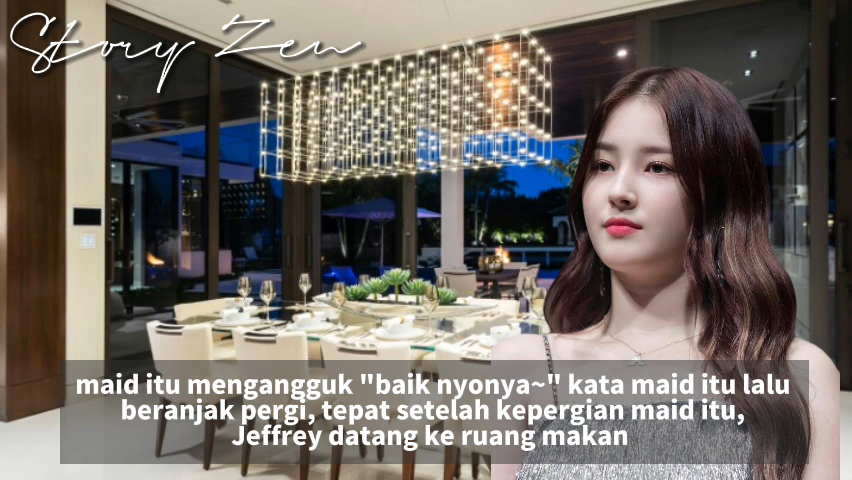 Story Zen
maid itu mengangguk "baik nyonya~" kata maid itu lalu
beranjak pergi, tepat setelah kepergian maid itu,
Jeffrey datang ke ruang makan